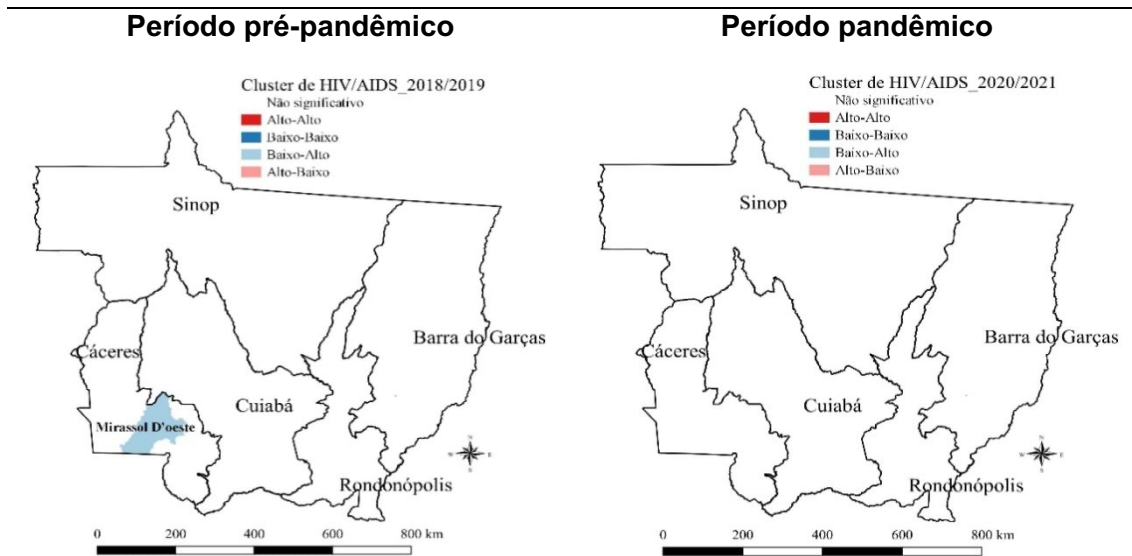 Período pré-pandêmico
Cluster de HIV/AIDS_2018/2019
Não significativo
Alto-Alto
Baixo-Baixo
Baixo-Alto
Alto-Baixo
Sinop
Barra do Garças
Cáceres
Cuiabá
Mirassol D'oeste
Rondonópolis
N
W E
S
0 200 400 600 800 km
Período pandêmico
Cluster de HIV/AIDS_2020/2021
Não significativo
Alto-Alto
Baixo-Baixo
Baixo-Alto
Alto-Baixo
Sinop
Barra do Garças
Cáceres
Cuiabá
Rondonópolis
N
W E
S
0 200 400 600 800 km